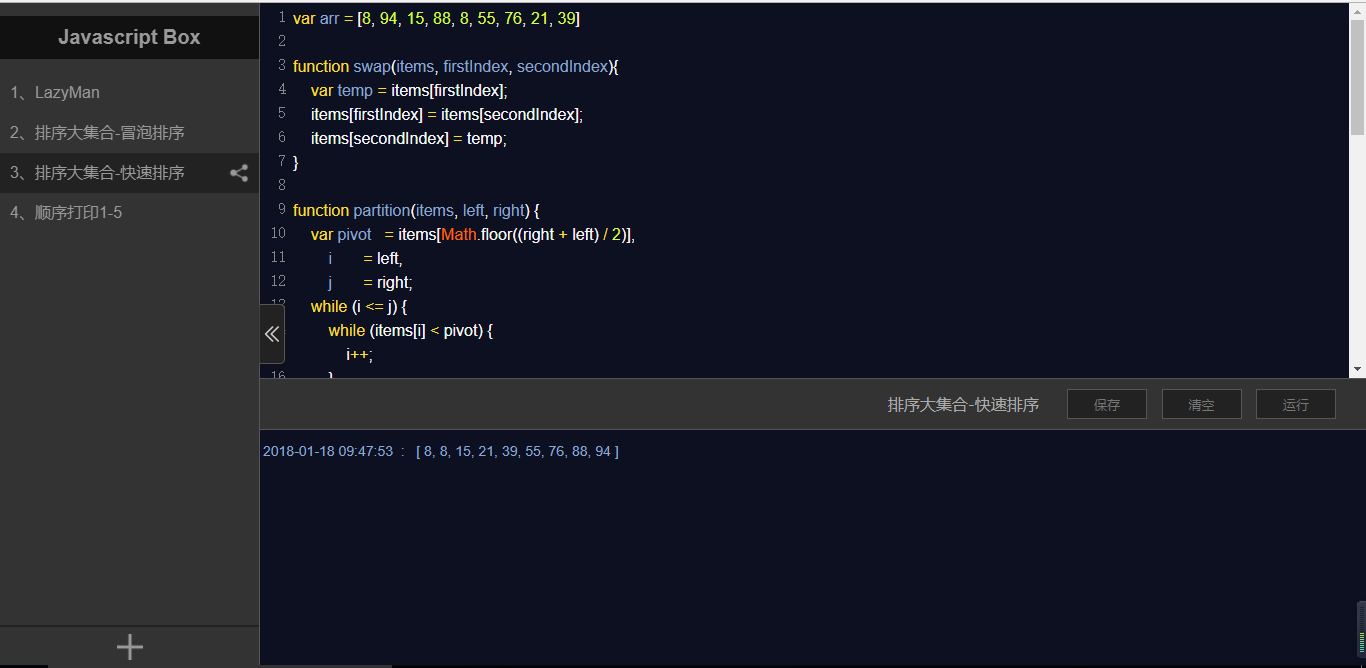 Javascript Box
1、LazyMan
2、排序大集合-冒泡排序
3、排序大集合-快速排序
4、顺序打印1-5
1 var arr = [8, 94, 15, 88, 8, 55, 76, 21, 39]
2
3 function swap(items, firstIndex, secondIndex){
4 var temp = items[firstIndex];
5 items[firstIndex] = items[secondIndex];
6 items[secondIndex] = temp;
7 }
8
9 function partition(items, left, right) {
10 var pivot = items[Math.floor((right + left) / 2)],
11 i = left,
12 j = right;
13 while (i <= j) {
while (items[i] < pivot) {
i++;
16 }
排序大集合-快速排序 保存 清空 运行
2018-01-18 09:47:53 : [ 8, 8, 15, 21, 39, 55, 76, 88, 94 ]